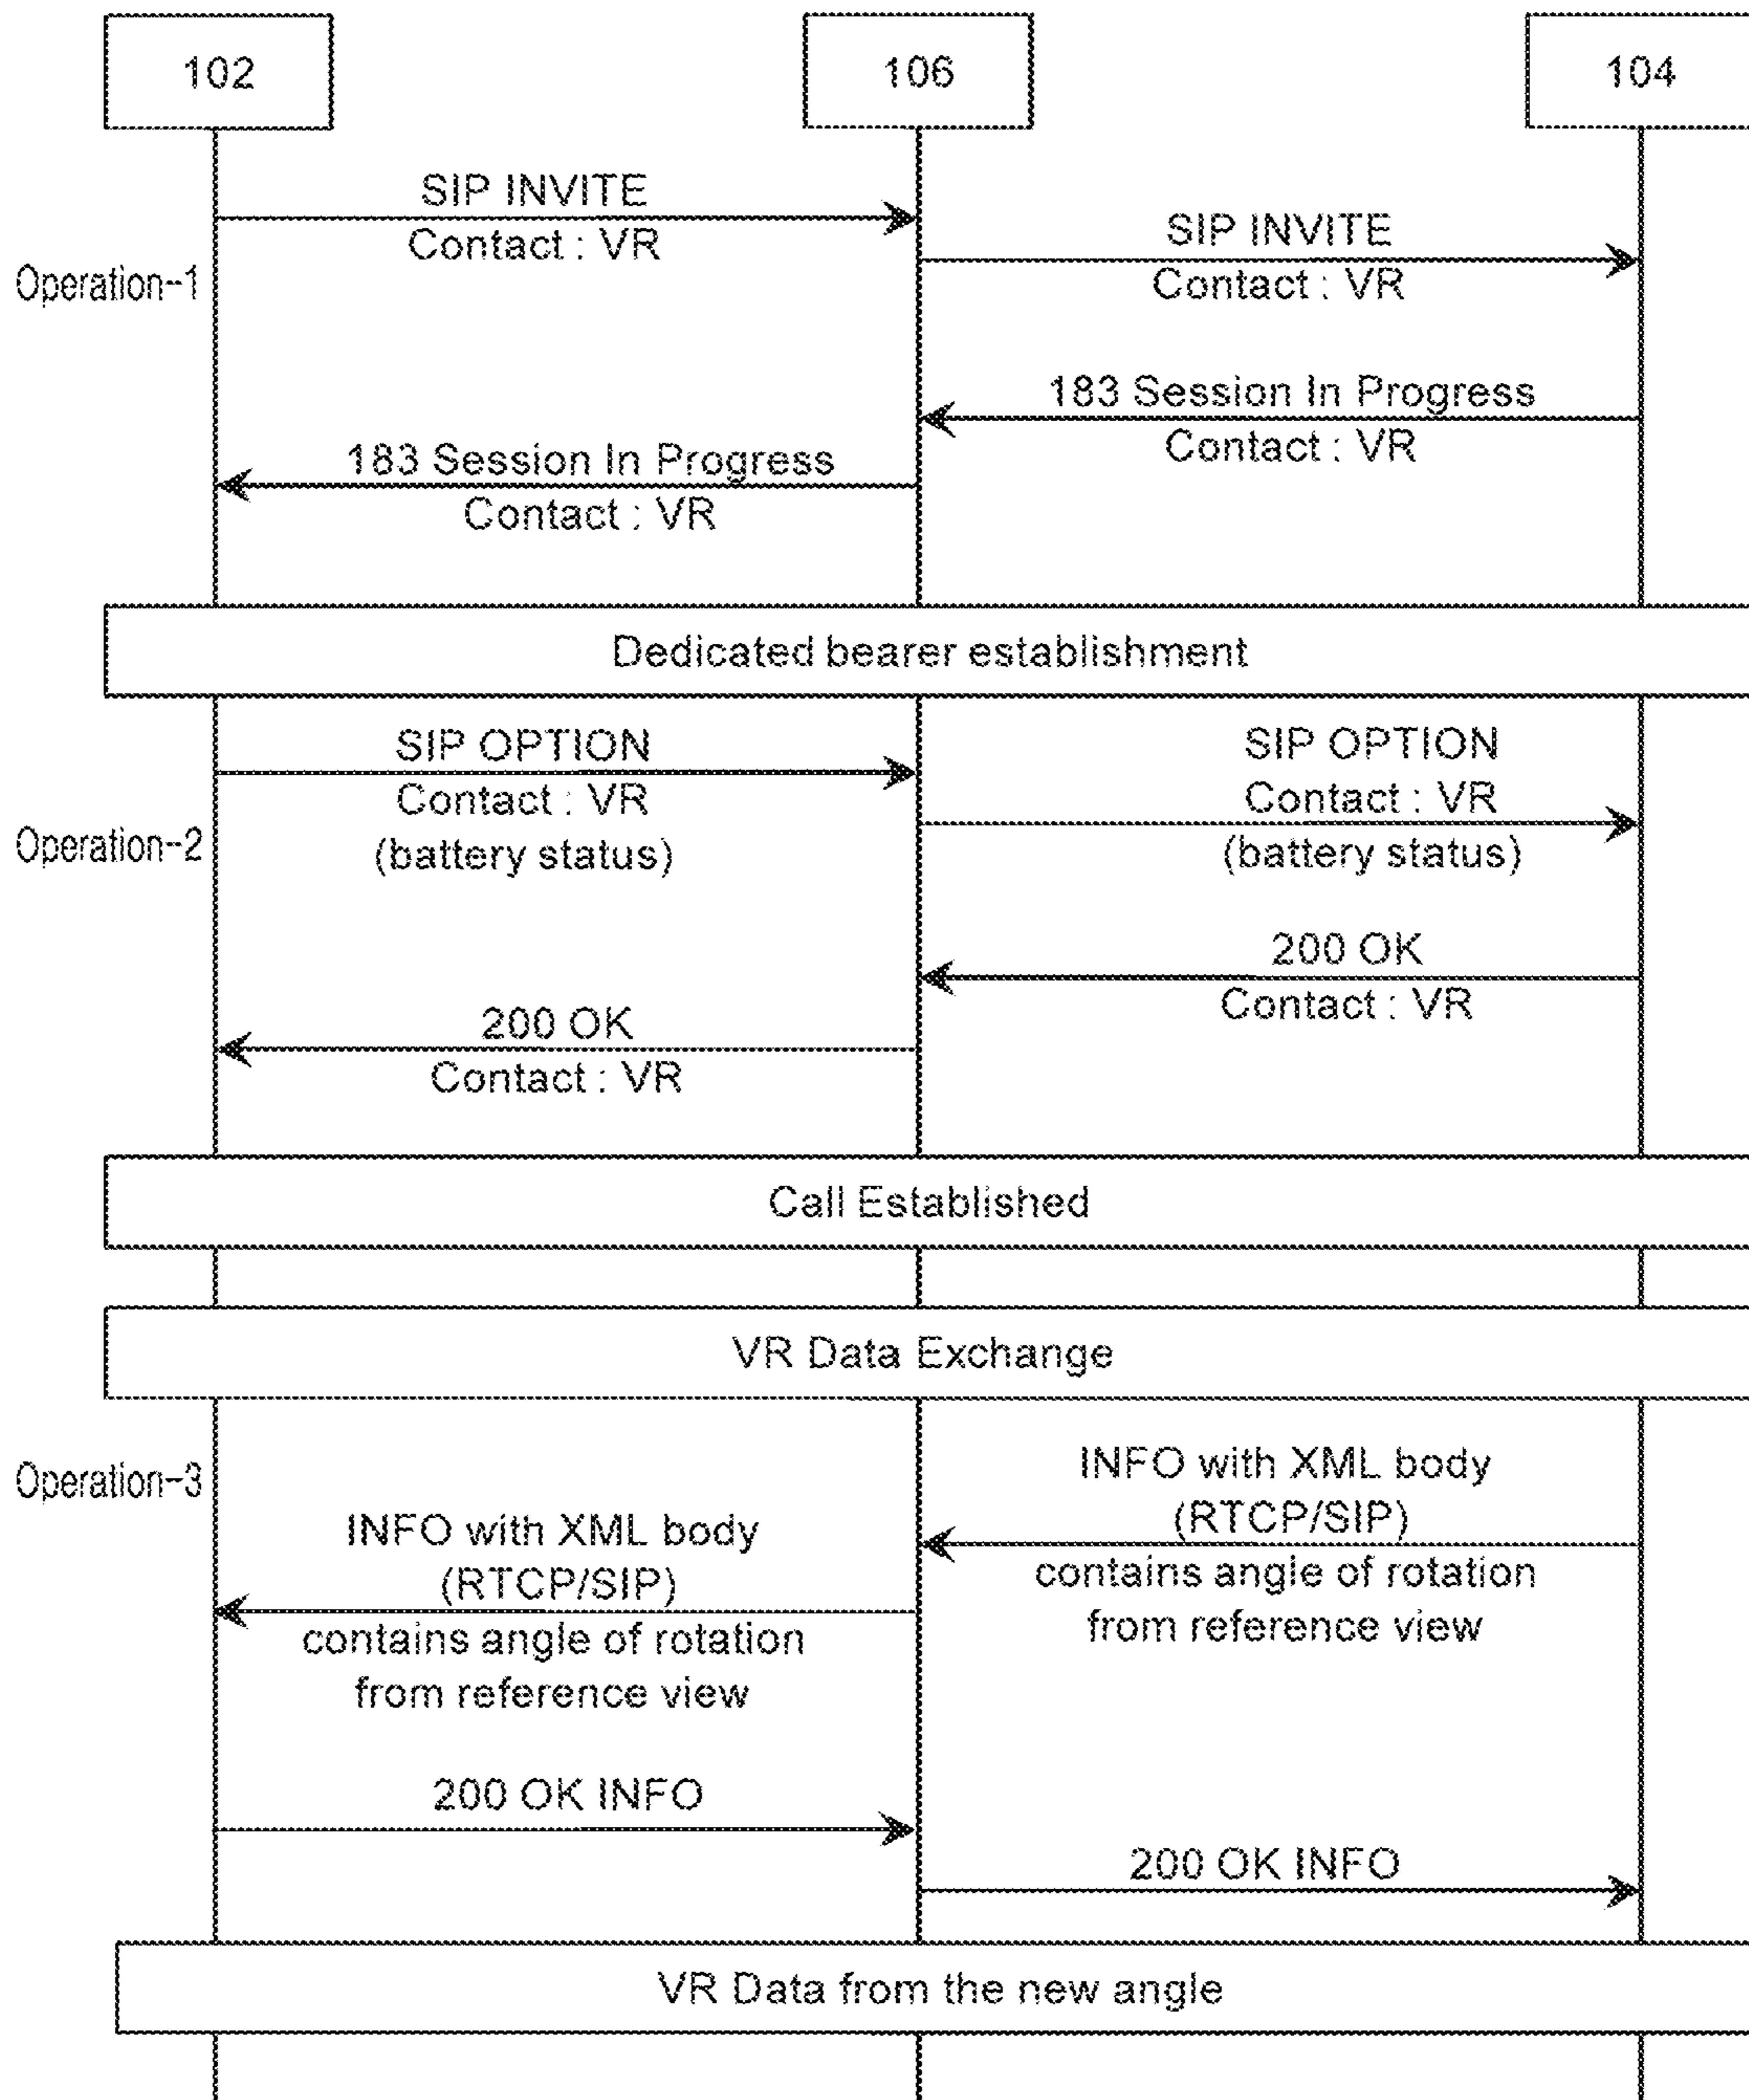 102
106
104
SIP INVITE
Contact : VR
SIP INVITE
Contact : VR
Operation-1
183 Session In Progress
Contact : VR
183 Session In Progress
Contact : VR
Dedicated bearer establishment
SIP OPTION
Contact : VR
(battery status)
SIP OPTION
Contact : VR
(battery status)
Operation-2
200 OK
Contact : VR
200 OK
Contact : VR
Call Established
VR Data Exchange
Operation-3
INFO with XML body
(RTCP/SIP)
contains angle of rotation
from reference view
INFO with XML body
(RTCP/SIP)
contains angle of rotation
from reference view
200 OK INFO
200 OK INFO
VR Data from the new angle